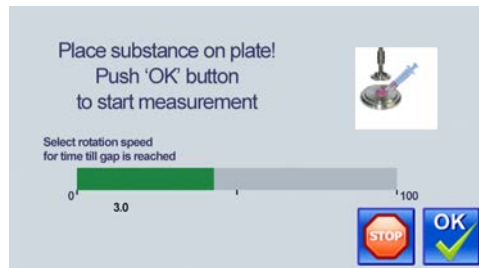 Place substance on plate!
Push ‘OK’ button
to start measurement
Select rotation speed
for time till gap is reached
0
100
3.0
STOP
OK